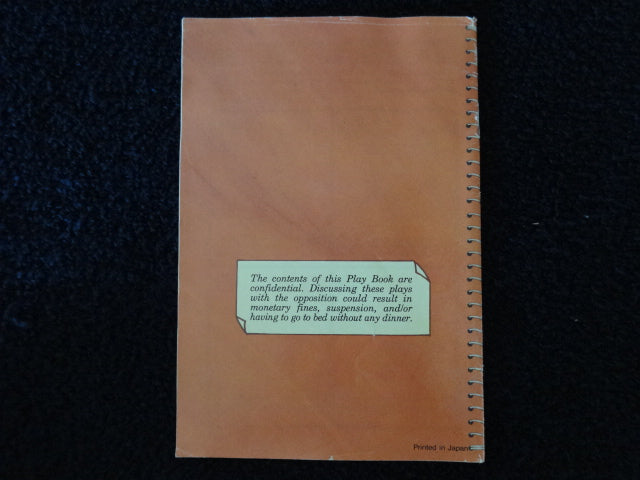 The contents of this Play Book are
confidential. Discussing these plays
with the opposition could result in
monetary fines, suspension, and/or
having to go to bed without any dinner.
Printed in Japan